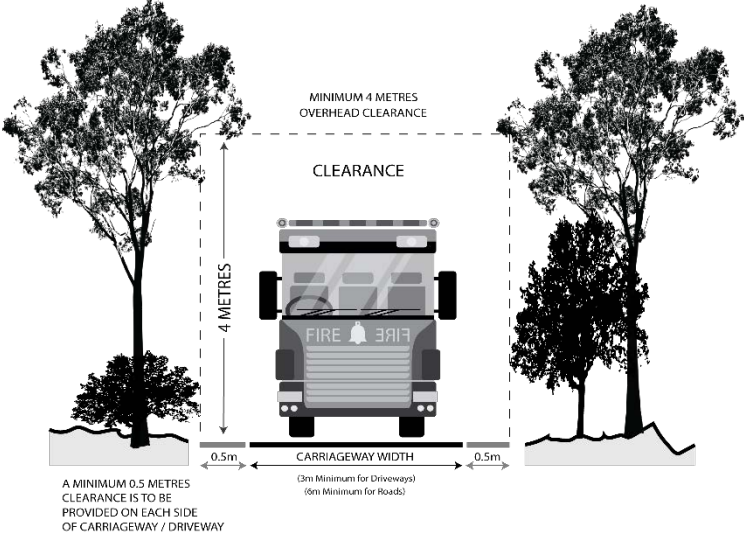 MINIMUM 4 METRES
OVERHEAD CLEARANCE
CLEARANCE
4 METRES
FIRE FIRE
0.5m
CARRIAGEWAY WIDTH
0.5m
(3m Minimum for Driveways)
(6m Minimum for Roads)
A MINIMUM 0.5 METRES
CLEARANCE IS TO BE
PROVIDED ON EACH SIDE
OF CARRIAGEWAY / DRIVEWAY